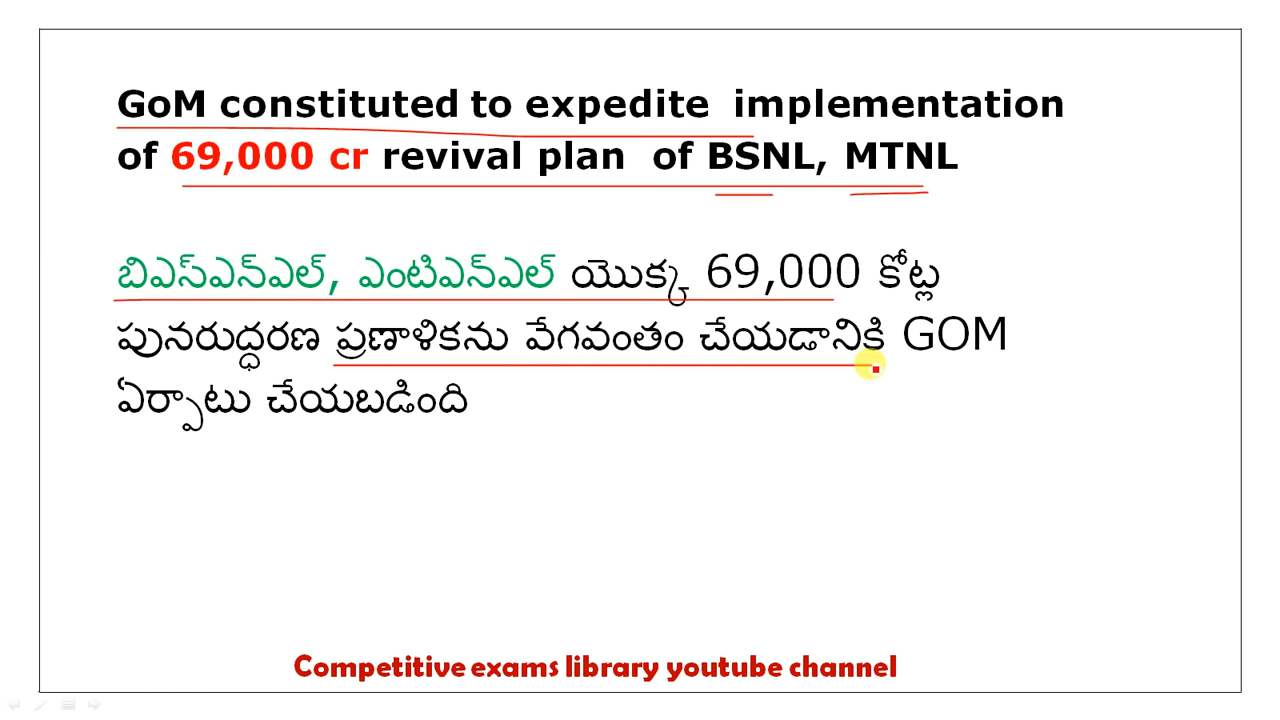 GoM constituted to expedite implementation
of 69,000 cr revival plan of BSNL, MTNL
బిఎస్ఎన్ఎల్, ఎంటిఎన్ఎల్ యొక్క 69,000 కోట్ల
పునరుద్ధరణ ప్రణాళికను వేగవంతం చేయడానికి GOM
ఏర్పాటు చేయబడింది
Competitive exams library youtube channel